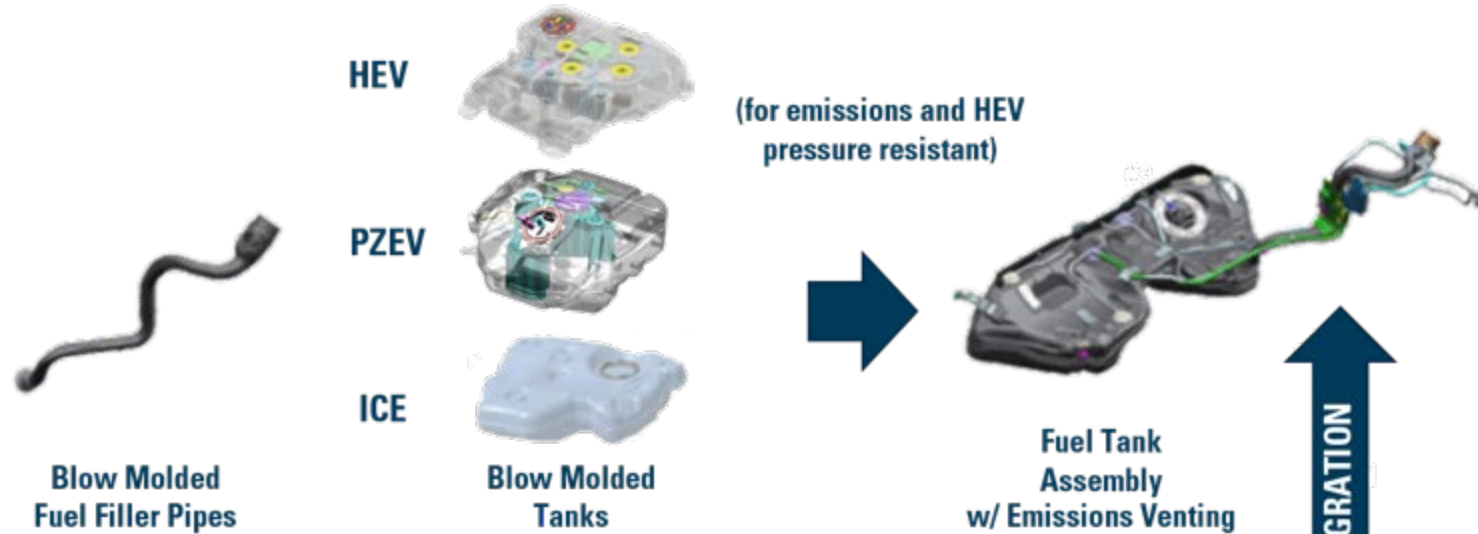 HEV
(for emissions and HEV
pressure resistant)
PZEV
ICE
Blow Molded
Fuel Filler Pipes
Blow Molded
Tanks
Fuel Tank
Assembly
w/ Emissions Venting
GRATION